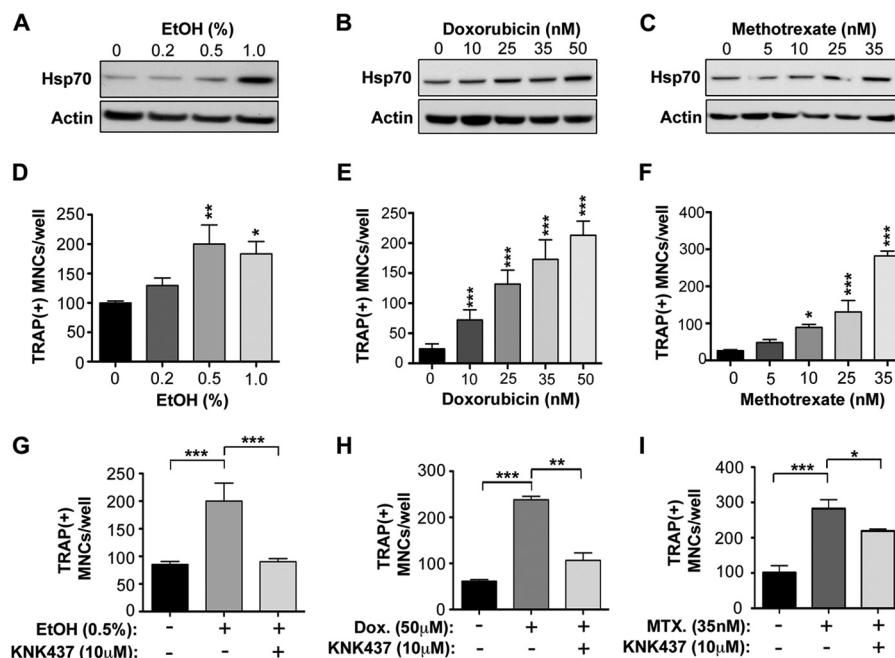 A
EtOH (%)
0 0.2 0.5 1.0
Hsp70
Actin
B
Doxorubicin (nM)
0 10 25 35 50
Hsp70
Actin
C
Methotrexate (nM)
0 5 10 25 35
Hsp70
Actin
D
TRAP(+) MNCs/well
250
200
150
100
50
0
** *
0 0.2 0.5 1.0
EtOH (%)
E
TRAP(+) MNCs/well
250
200
150
100
50
0
*** *** *** ***
0 10 25 35 50
Doxorubicin (nM)
F
TRAP(+) MNCs/well
400
300
200
100
0
* *** ***
0 5 10 25 35
Methotrexate (nM)
G
*** ***
TRAP(+)
MNCs/well
250
200
150
100
50
0
EtOH (0.5%): - + +
KNK437 (10μM): - - +
H
*** **
TRAP(+)
MNCs/well
300
200
100
0
Dox. (50μM): - + +
KNK437 (10μM): - - +
I
*** *
TRAP(+)
MNCs/well
400
300
200
100
0
MTX. (35nM): - + +
KNK437 (10μM): - - +